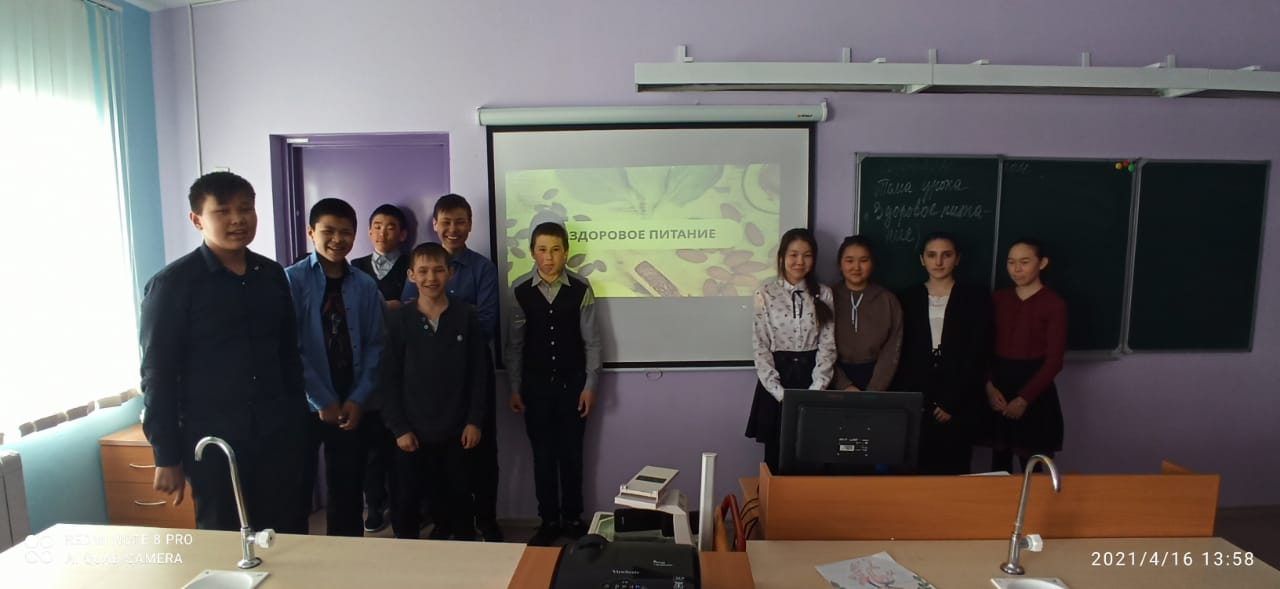 ЗДОРОВОЕ ПИТАНИЕ
Тема урока
"Здоровое пита-
ние)
ViewSonic
REDMI NOTE 8 PRO
AI QUAD CAMERA
2021/4/16 13:58